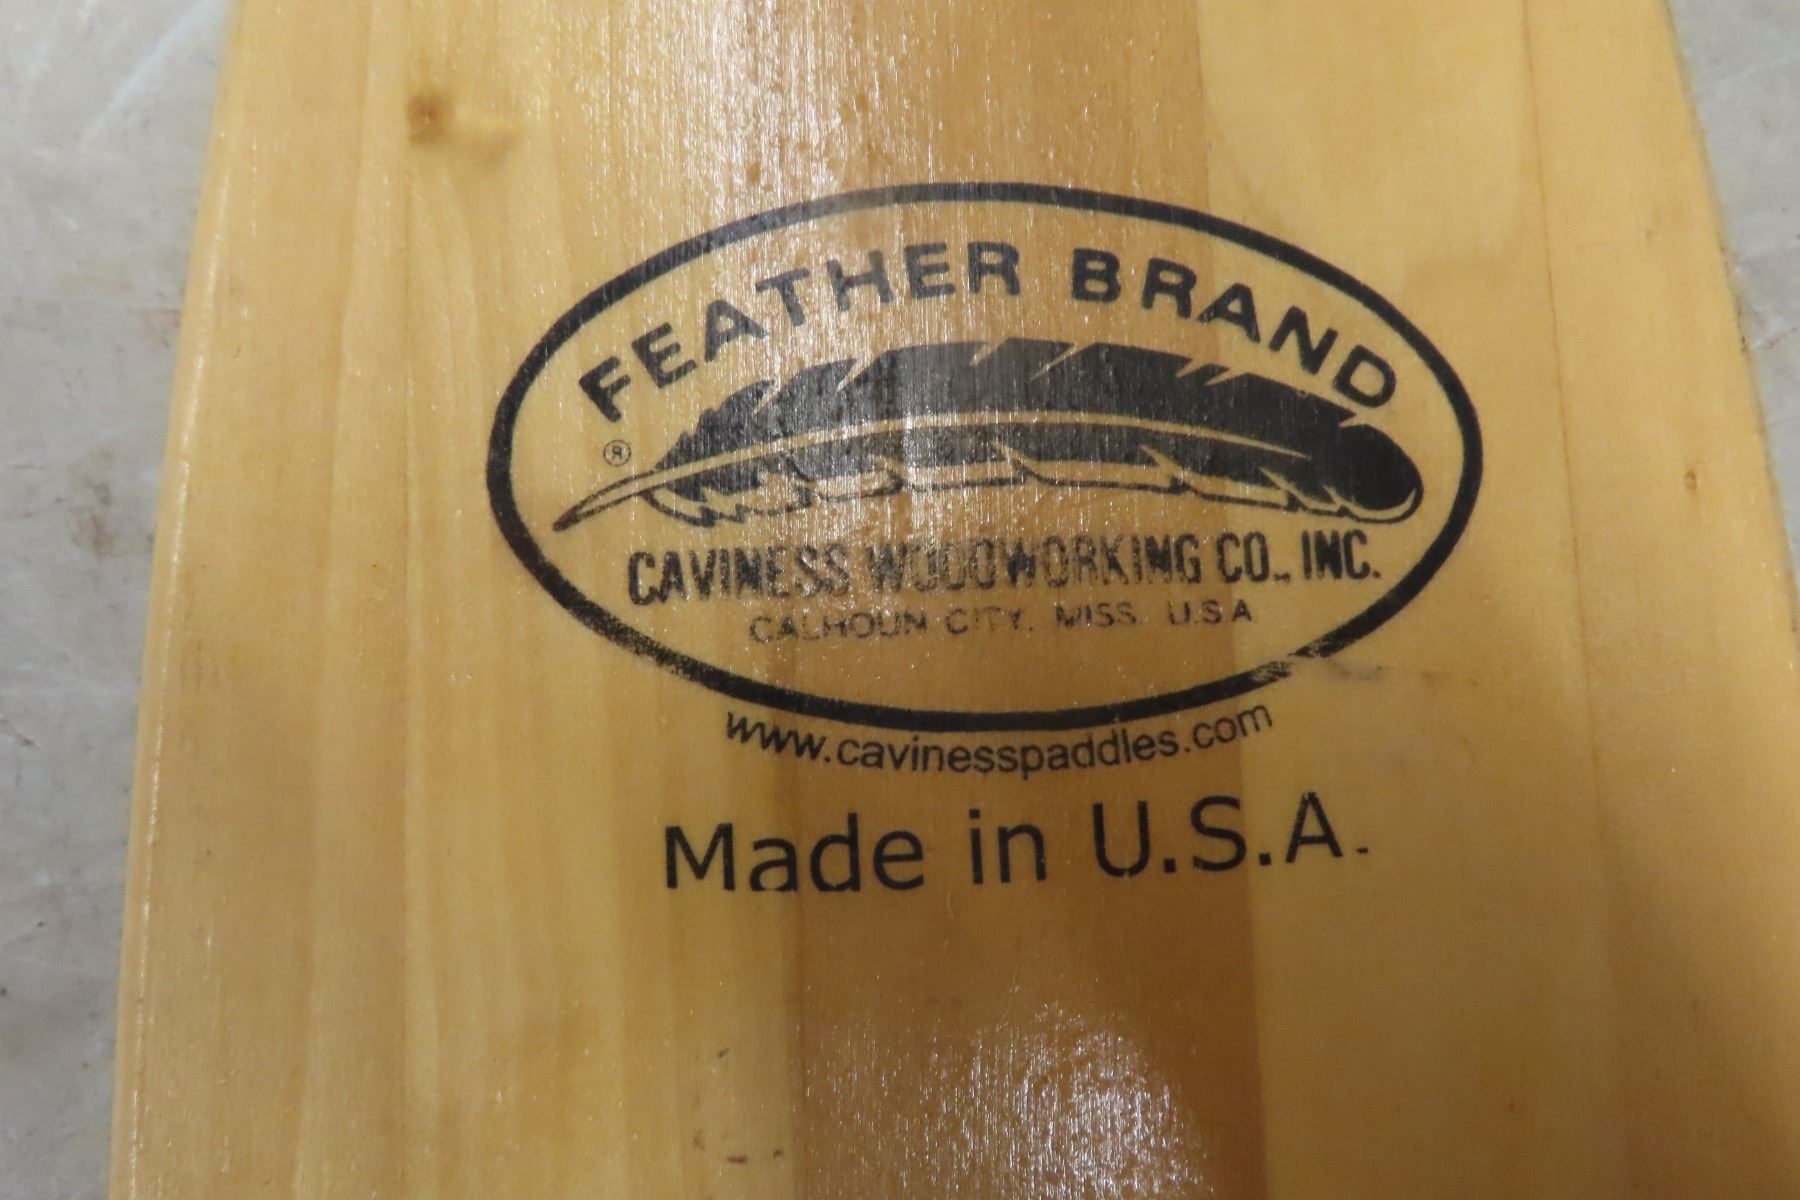 FEATHER BRAND
®
CAVINESS WOODWORKING CO., INC.
CALHOUN CITY, MISS. U.S.A
www.cavinesspaddles.com
Made in U.S.A.